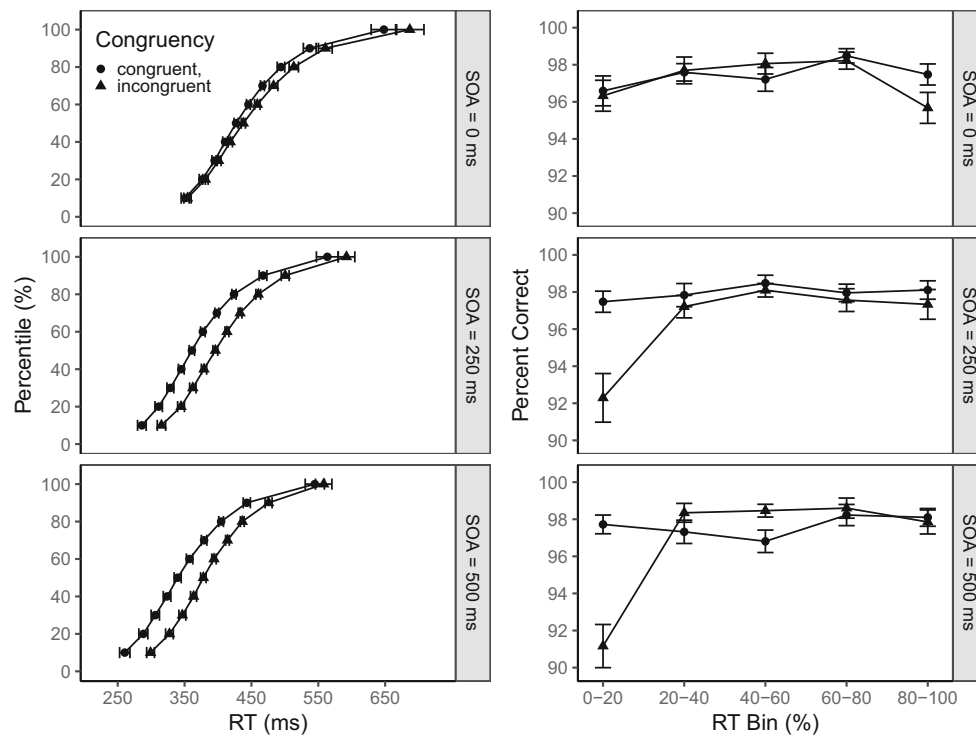 Congruency
congruent,
incongruent
100
80
60
40
20
0
SOA = 0 ms
100
98
96
94
92
90
SOA = 0 ms
Percentile (%)
100
80
60
40
20
0
SOA = 250 ms
Percent Correct
100
98
96
94
92
90
SOA = 250 ms
100
80
60
40
20
0
SOA = 500 ms
100
98
96
94
92
90
SOA = 500 ms
250 350 450 550 650
RT (ms)
0−20 20−40 40−60 60−80 80−100
RT Bin (%)